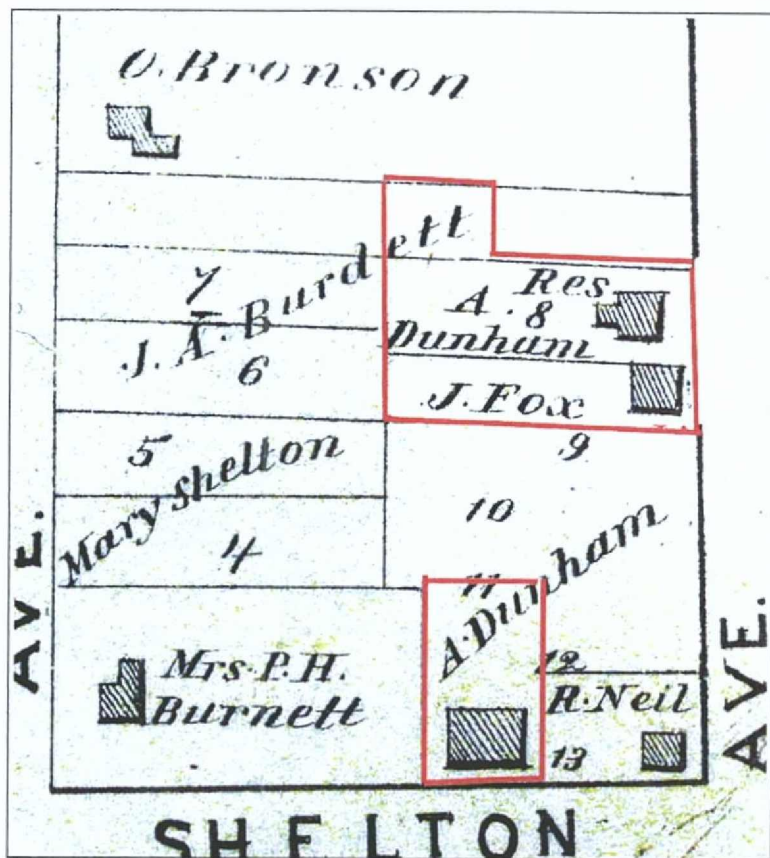 O. Bronson
J. A. Burdett
7
6
Res.
A. 8
Dunham
J. Fox
9
5
Mary Shelton
4
10
11
A. Dunham
12
Mrs. P. H.
Burnett
R. Neil
13
AVE.
AVE.
SHELTON